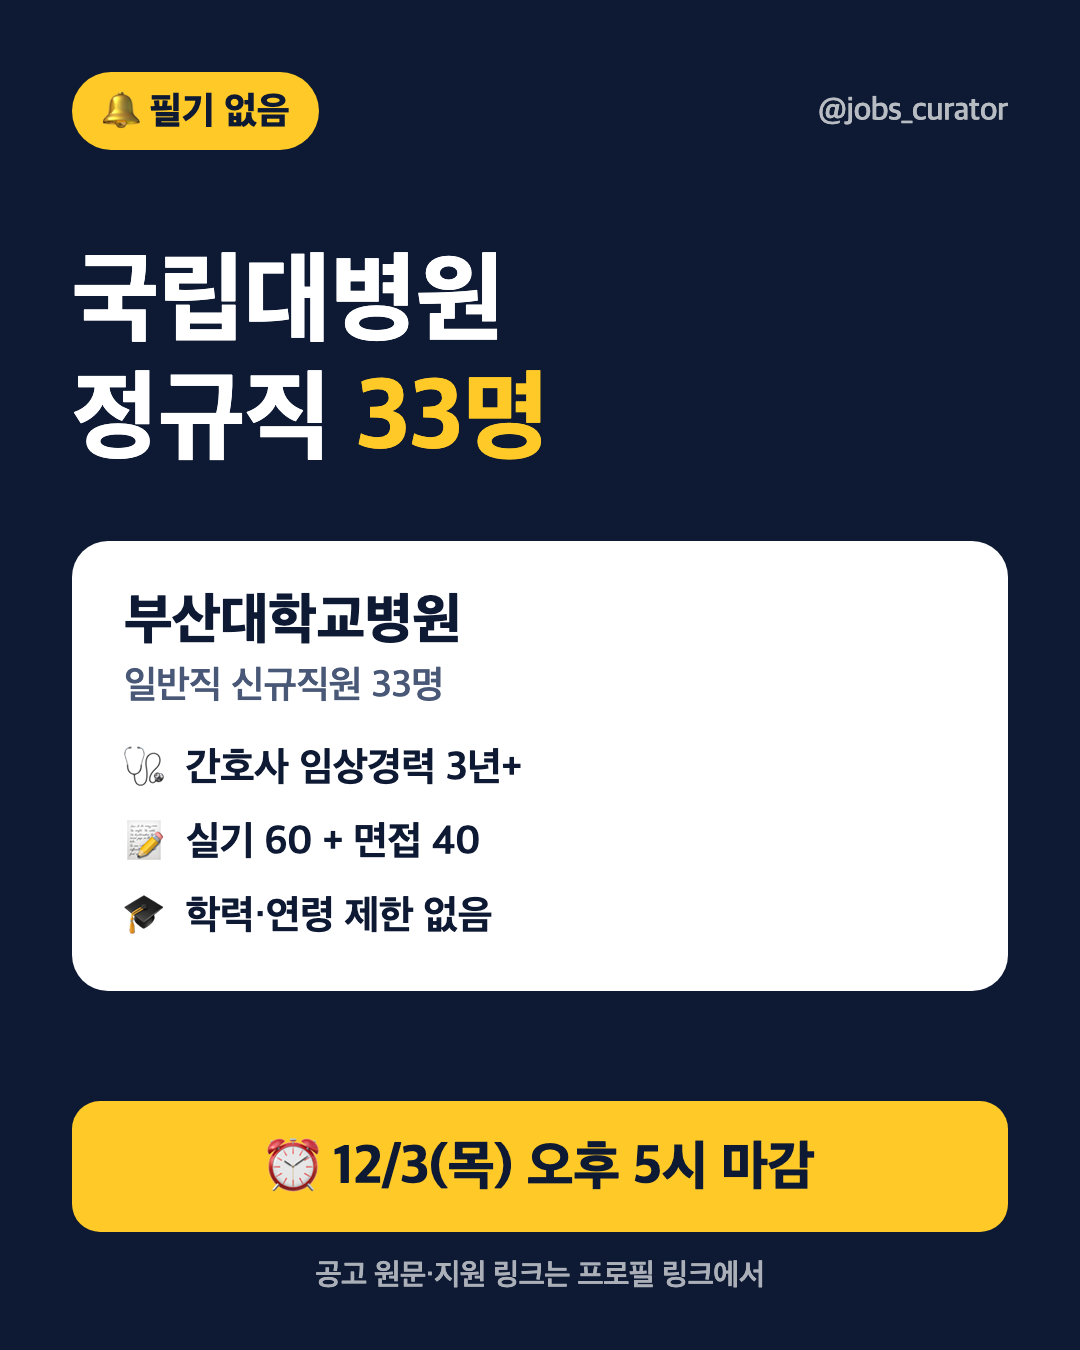 🔔 필기 없음
@jobs_curator
국립대병원
정규직 33명
부산대학교병원
일반직 신규직원 33명
🩺 간호사 임상경력 3년+
📝 실기 60 + 면접 40
🎓 학력·연령 제한 없음
⏰ 12/3(목) 오후 5시 마감
공고 원문·지원 링크는 프로필 링크에서